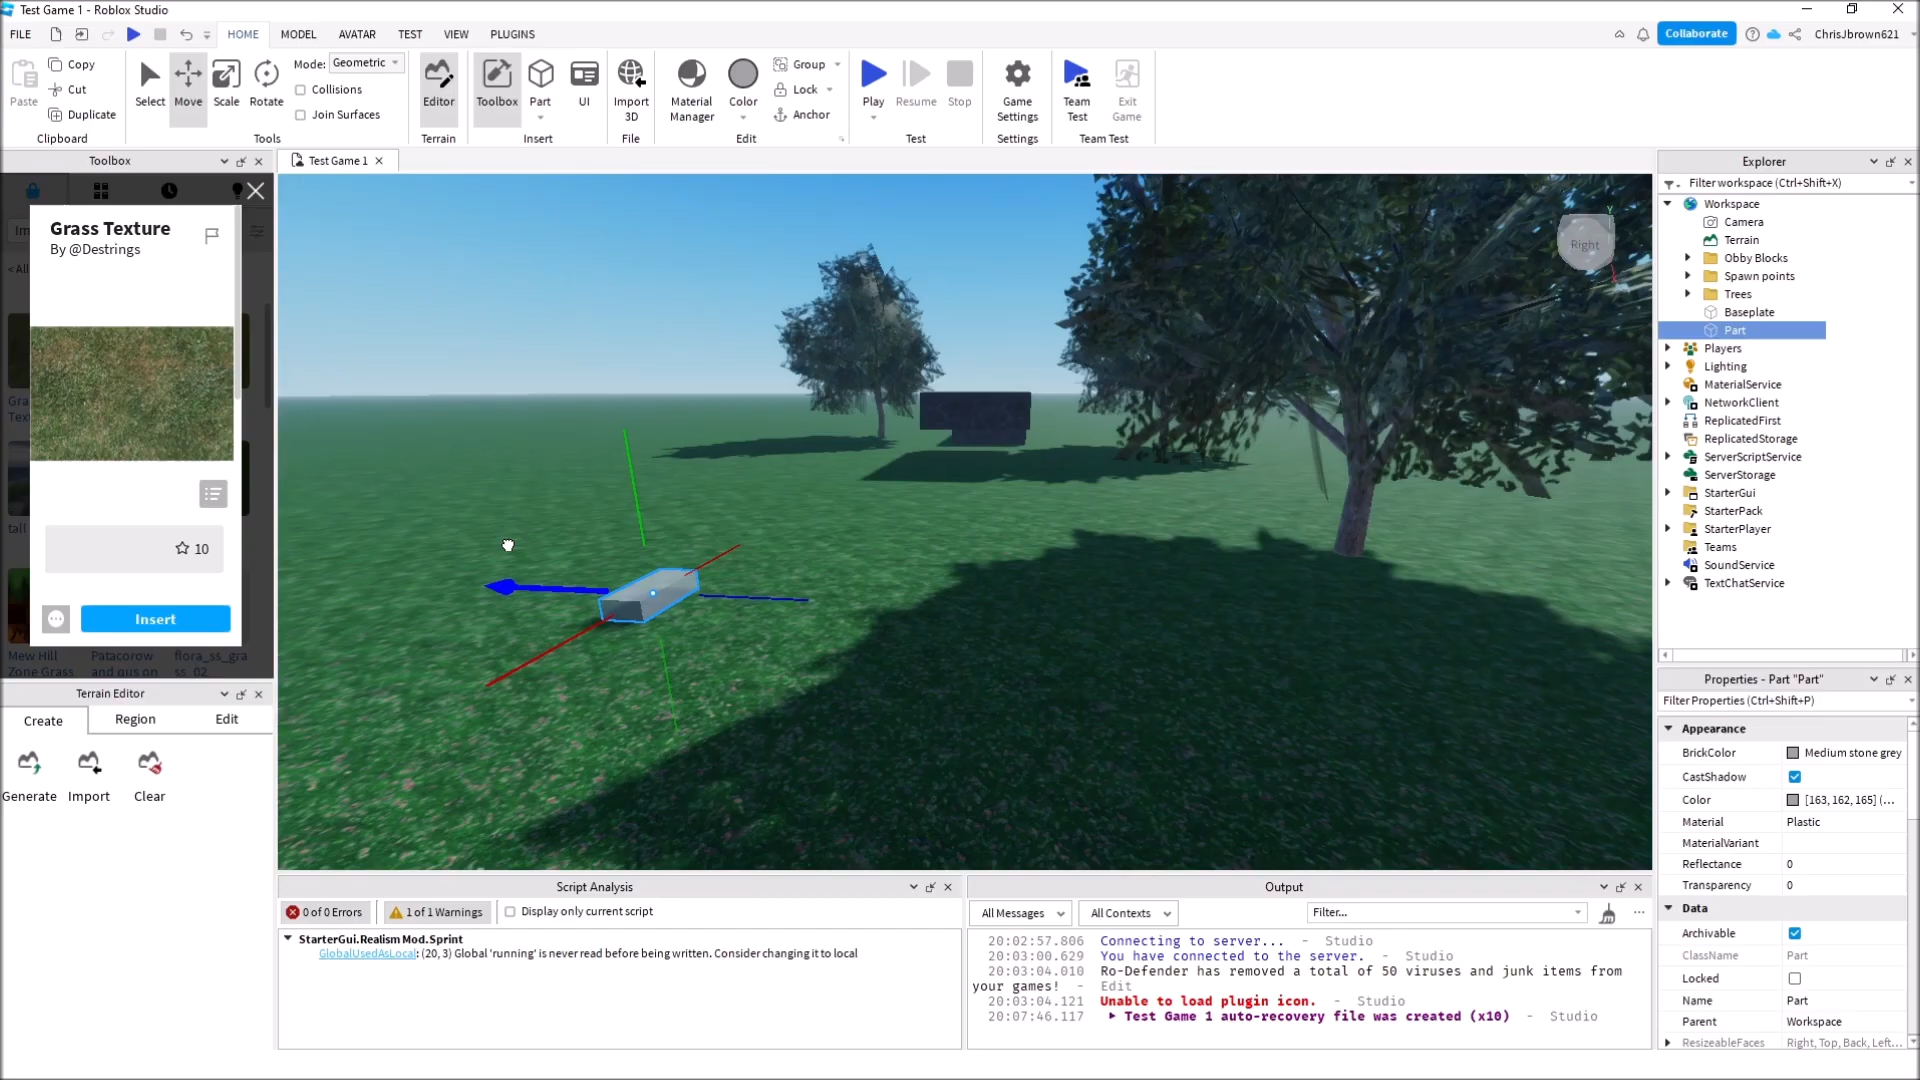 Test Game 1 - Roblox Studio
FILE
HOME
MODEL
AVATAR
TEST
VIEW
PLUGINS
Collaborate
ChrisJbrown621
Paste
Copy
Cut
Duplicate
Clipboard
Select
Move
Scale
Rotate
Mode:
Geometric
Collisions
Join Surfaces
Tools
Editor
Terrain
Toolbox
Part
UI
Insert
Import 3D
File
Material Manager
Color
Group
Lock
Anchor
Edit
Play
Resume
Stop
Test
Game Settings
Settings
Team Test
Exit Game
Team Test
Toolbox
Grass Texture
By @Destrings
< All
tall
10
Insert
Mew Hill Zone Grass
Patacorow and gus on
flora_ss_gra ss_02
Terrain Editor
Create
Region
Edit
Generate
Import
Clear
Test Game 1
Right
Y
Script Analysis
0 of 0 Errors
1 of 1 Warnings
Display only current script
StarterGui.Realism Mod.Sprint
GlobalUsedAsLocal: (20, 3) Global 'running' is never read before being written. Consider changing it to local
Output
All Messages
All Contexts
Filter...
20:02:57.806 Connecting to server... - Studio
20:03:00.629 You have connected to the server. - Studio
20:03:04.010 Ro-Defender has removed a total of 50 viruses and junk items from
your games! - Edit
20:03:04.121 Unable to load plugin icon. - Studio
20:07:46.117 Test Game 1 auto-recovery file was created (x10) - Studio
Explorer
Filter workspace (Ctrl+Shift+X)
Workspace
Camera
Terrain
Obby Blocks
Spawn points
Trees
Baseplate
Part
Players
Lighting
MaterialService
NetworkClient
ReplicatedFirst
ReplicatedStorage
ServerScriptService
ServerStorage
StarterGui
StarterPack
StarterPlayer
Teams
SoundService
TextChatService
Properties - Part "Part"
Filter Properties (Ctrl+Shift+P)
Appearance
BrickColor Medium stone grey
CastShadow
Color [163, 162, 165] (...
Material Plastic
MaterialVariant
Reflectance 0
Transparency 0
Data
Archivable
ClassName Part
Locked
Name Part
Parent Workspace
ResizeableFaces Right, Top, Back, Left...